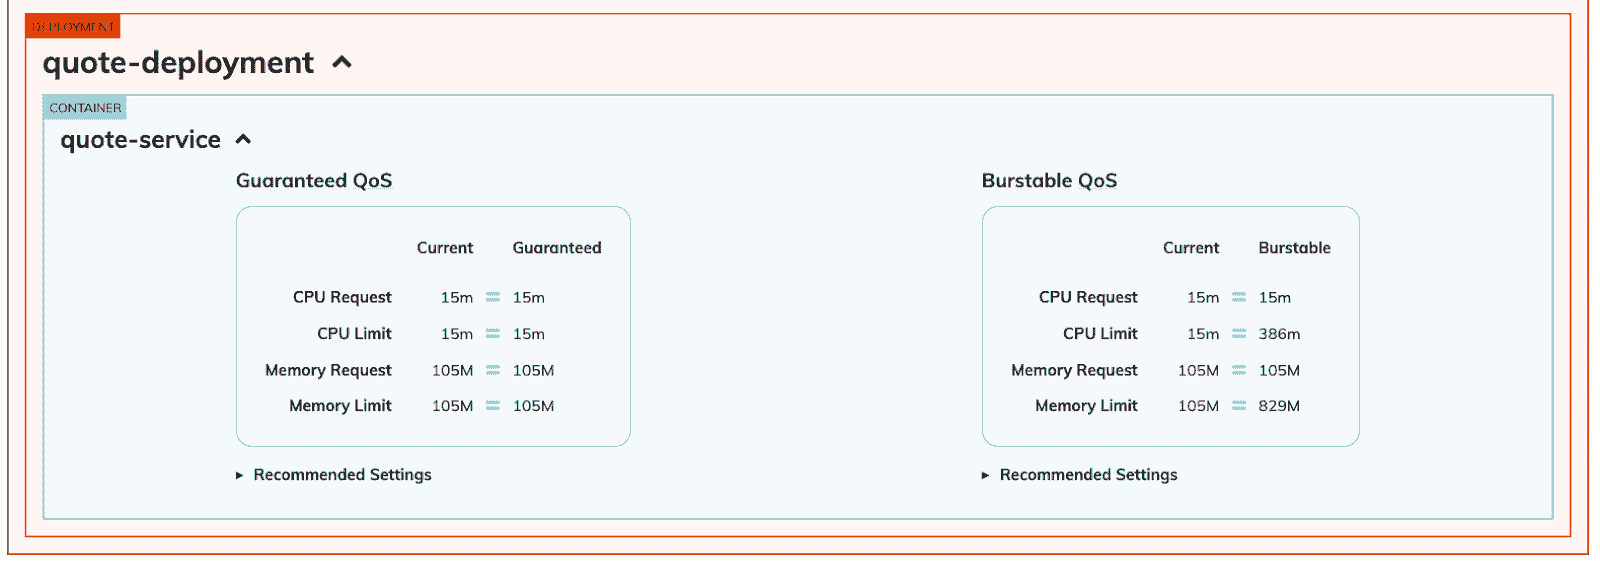 DEPLOYMENT
quote-deployment
CONTAINER
quote-service
Guaranteed QoS
Current Guaranteed
CPU Request 15m = 15m
CPU Limit 15m = 15m
Memory Request 105M = 105M
Memory Limit 105M = 105M
Recommended Settings
Burstable QoS
Current Burstable
CPU Request 15m = 15m
CPU Limit 15m = 386m
Memory Request 105M = 105M
Memory Limit 105M = 829M
Recommended Settings